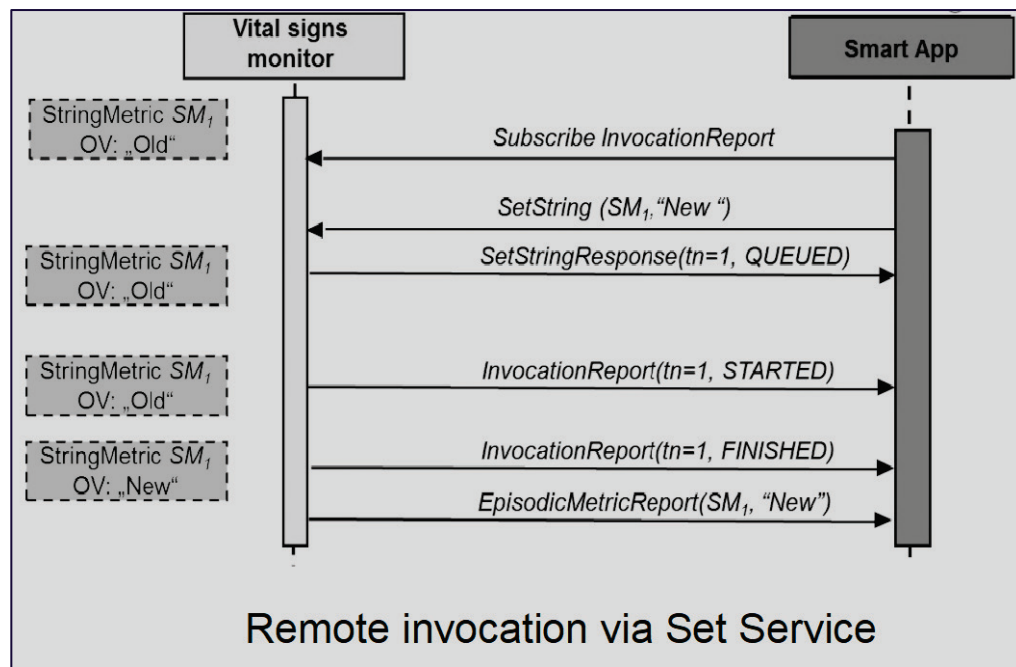 Vital signs
monitor
Smart App
StringMetric SM₁
OV: „Old“
Subscribe InvocationReport
SetString (SM₁,“New “)
SetStringResponse(tn=1, QUEUED)
StringMetric SM₁
OV: „Old“
StringMetric SM₁
OV: „Old“
InvocationReport(tn=1, STARTED)
StringMetric SM₁
OV: „New“
InvocationReport(tn=1, FINISHED)
EpisodicMetricReport(SM₁, “New”)
Remote invocation via Set Service